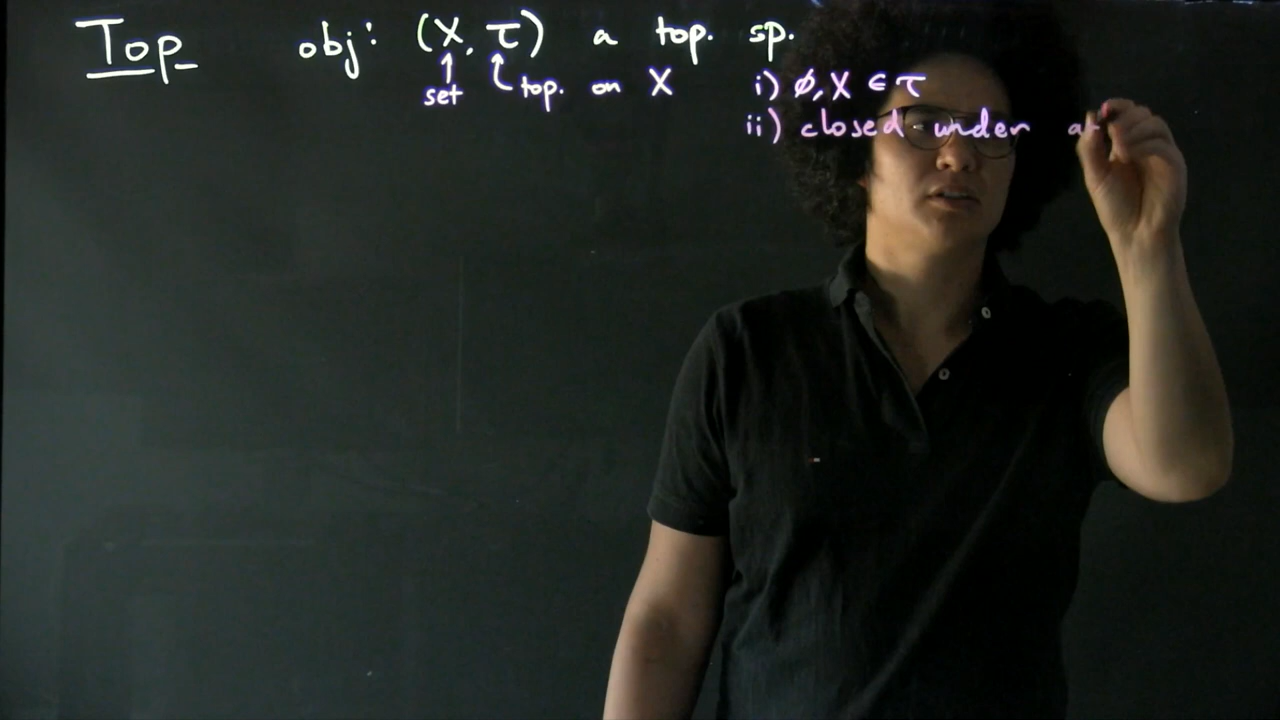 Top obj: (X, τ) a top. sp.
set top. on X i) ∅, X ∈ τ
ii) closed under